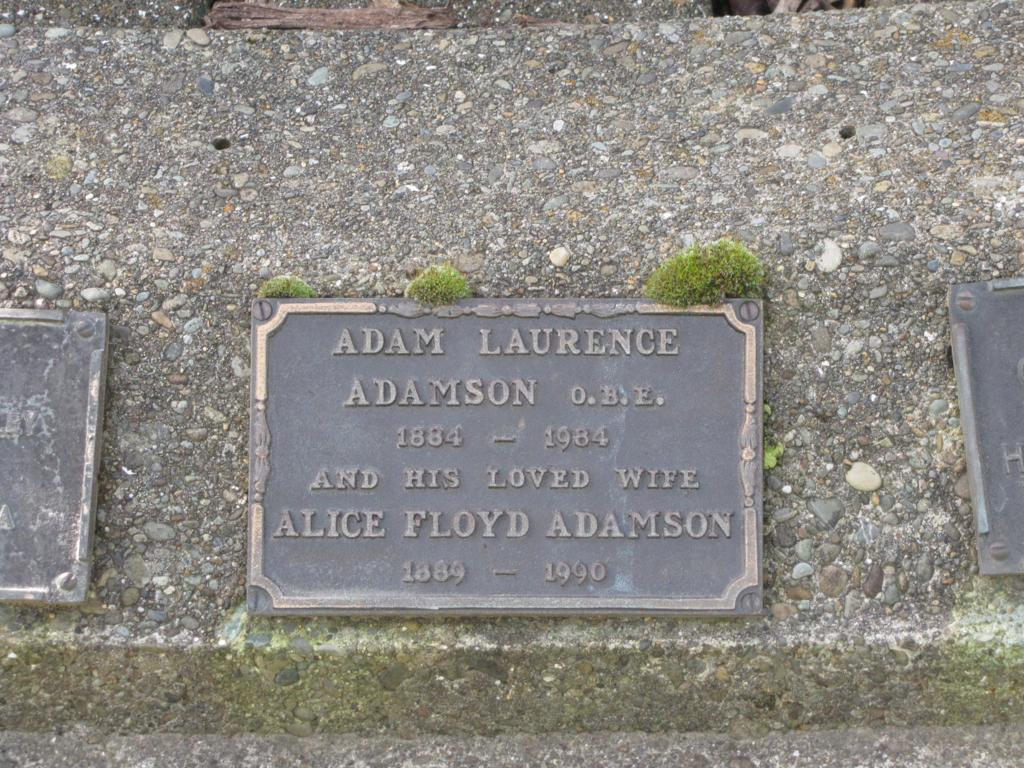 ADAM LAURENCE
ADAMSON O.B.E.
1884 — 1984
AND HIS LOVED WIFE
ALICE FLOYD ADAMSON
1889 — 1990